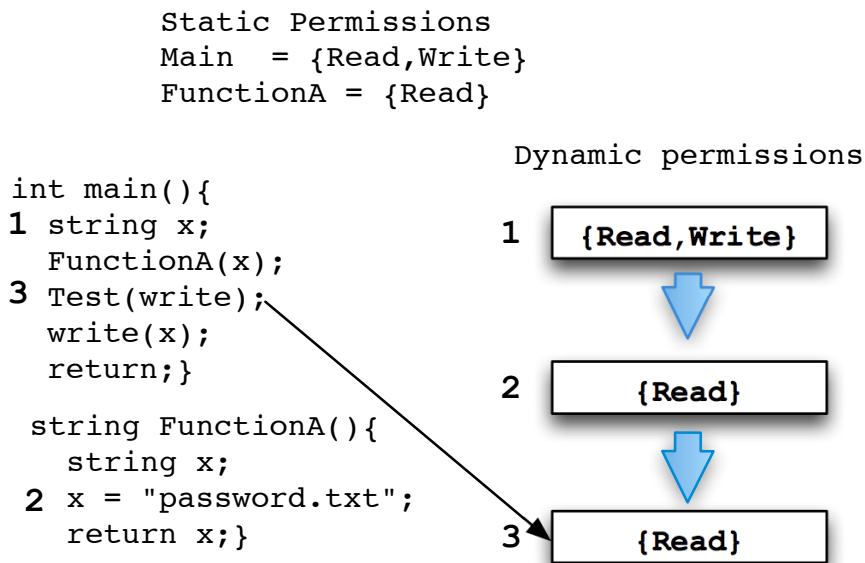 Static Permissions
Main = {Read,Write}
FunctionA = {Read}
Dynamic permissions
int main(){
1 string x;
FunctionA(x);
3 Test(write);
write(x);
return;}
string FunctionA(){
string x;
2 x = "password.txt";
return x;}
1 {Read,Write}
2 {Read}
3 {Read}